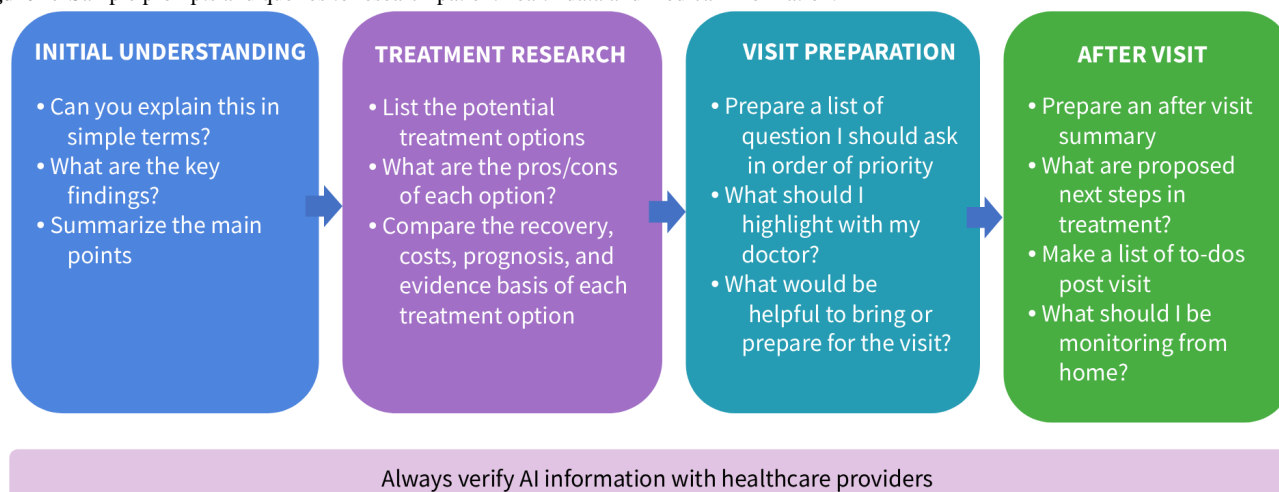 INITIAL UNDERSTANDING
• Can you explain this in
simple terms?
• What are the key
findings?
• Summarize the main
points
TREATMENT RESEARCH
• List the potential
treatment options
• What are the pros/cons
of each option?
• Compare the recovery,
costs, prognosis, and
evidence basis of each
treatment option
VISIT PREPARATION
• Prepare a list of
question I should ask
in order of priority
• What should I
highlight with my
doctor?
• What would be
helpful to bring or
prepare for the visit?
AFTER VISIT
• Prepare an after visit
summary
• What are proposed
next steps in
treatment?
• Make a list of to-dos
post visit
• What should I be
monitoring from
home?
Always verify AI information with healthcare providers